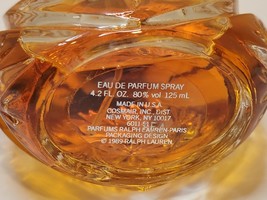 EAU DE PARFUM SPRAY
4.2 FL. OZ. 80% vol 125 mL
MADE IN U.S.A.
COSMAIR, INC., DIST.
NEW YORK, NY 10017
PARFUMS RALPH LAUREN-PARIS
PACKAGING DESIGN
© 1989 RALPH LAUREN